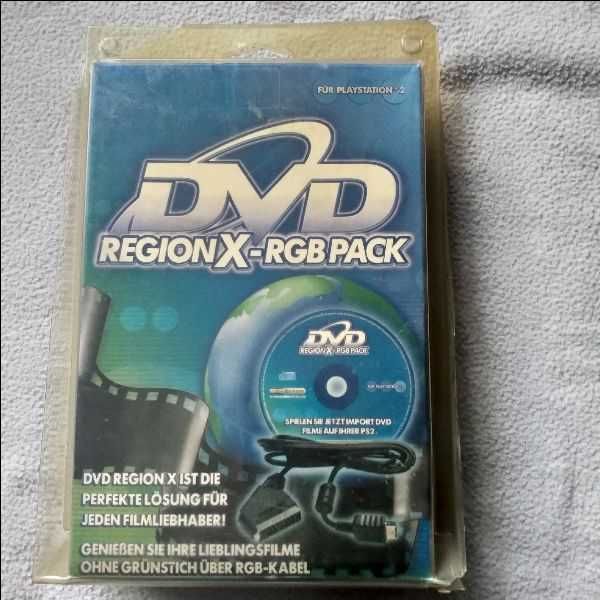 FÜR PLAYSTATION®2
DVD
REGION X - RGB PACK
DVD
REGION X - RGB PACK
SPIELEN SIE JETZT IMPORT DVD
FILME AUF IHRER PS2
DVD REGION X IST DIE
PERFEKTE LÖSUNG FÜR
JEDEN FILMLIEBHABER!
GENIEßEN SIE IHRE LIEBLINGSFILME
OHNE GRÜNSTICH ÜBER RGB-KABEL